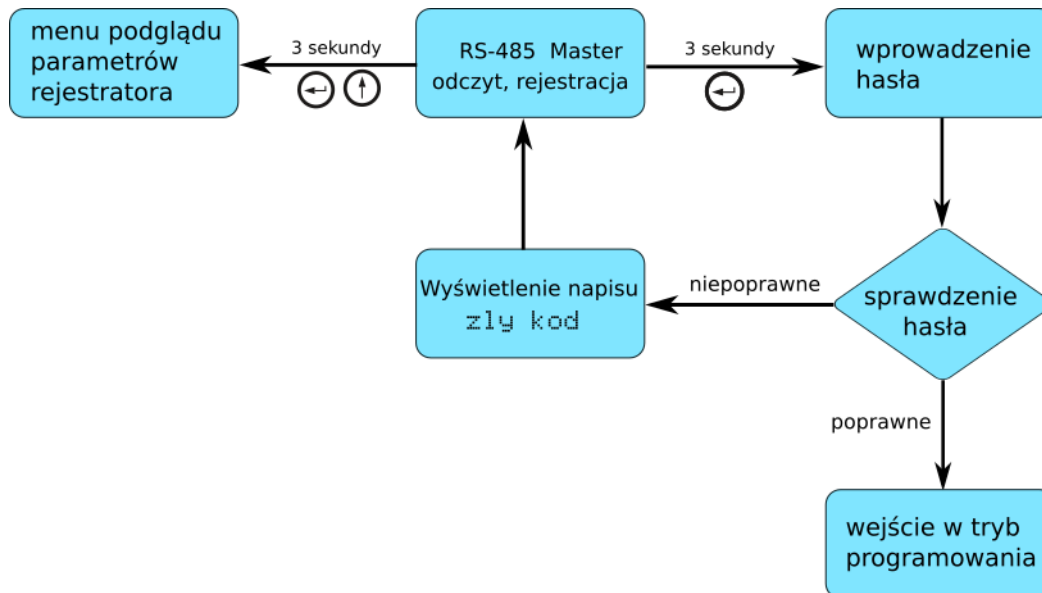 menu podglądu
parametrów
rejestratora
3 sekundy
RS-485 Master
odczyt, rejestracja
3 sekundy
wprowadzenie
hasła
Wyświetlenie napisu
zly kod
niepoprawne
sprawdzenie
hasła
poprawne
wejście w tryb
programowania